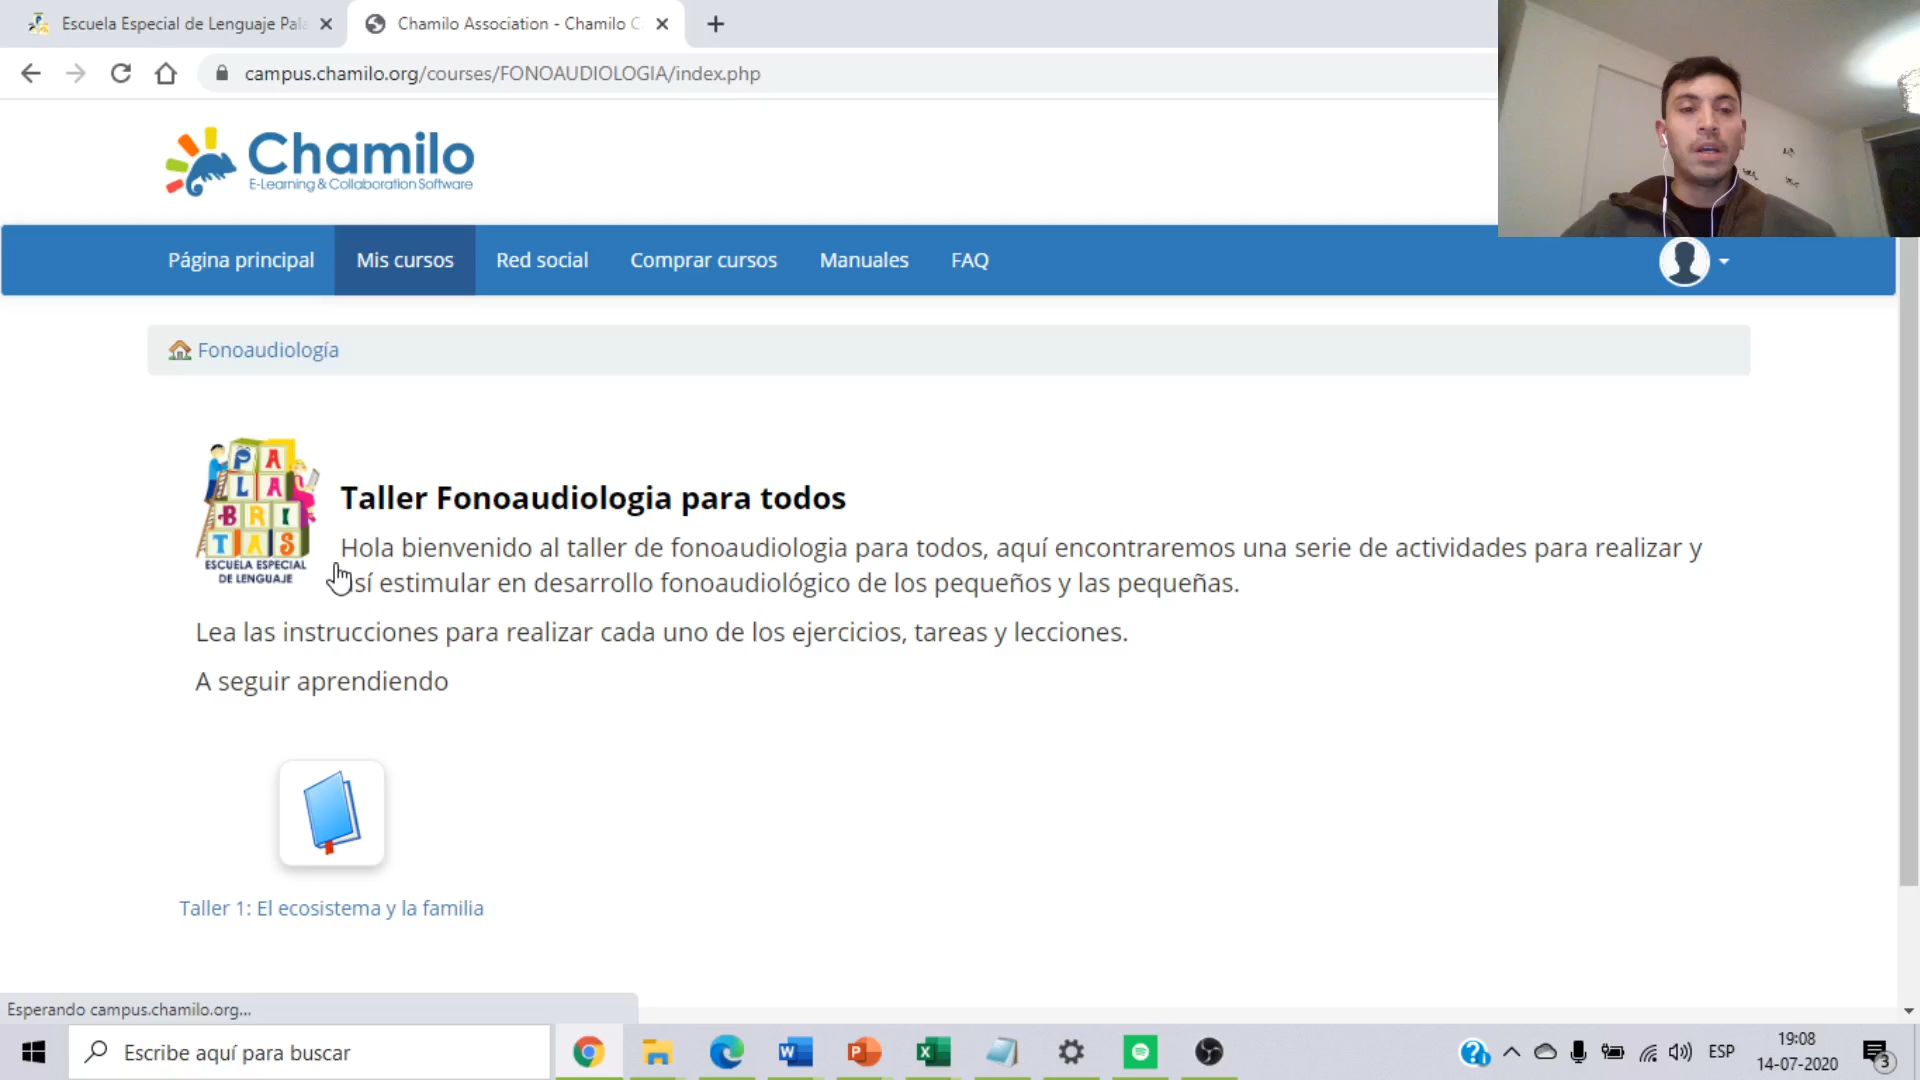 Escuela Especial de Lenguaje Pala
Chamilo Association - Chamilo C
campus.chamilo.org/courses/FONOAUDIOLOGIA/index.php
Chamilo
E-Learning & Collaboration Software
Página principal
Mis cursos
Red social
Comprar cursos
Manuales
FAQ
Fonoaudiología
PALABRITAS
ESCUELA ESPECIAL
DE LENGUAJE
Taller Fonoaudiologia para todos
Hola bienvenido al taller de fonoaudiologia para todos, aquí encontraremos una serie de actividades para realizar y
sí estimular en desarrollo fonoaudiológico de los pequeños y las pequeñas.
Lea las instrucciones para realizar cada uno de los ejercicios, tareas y lecciones.
A seguir aprendiendo
Taller 1: El ecosistema y la familia
Esperando campus.chamilo.org...
Escribe aquí para buscar
ESP
19:08
14-07-2020
3